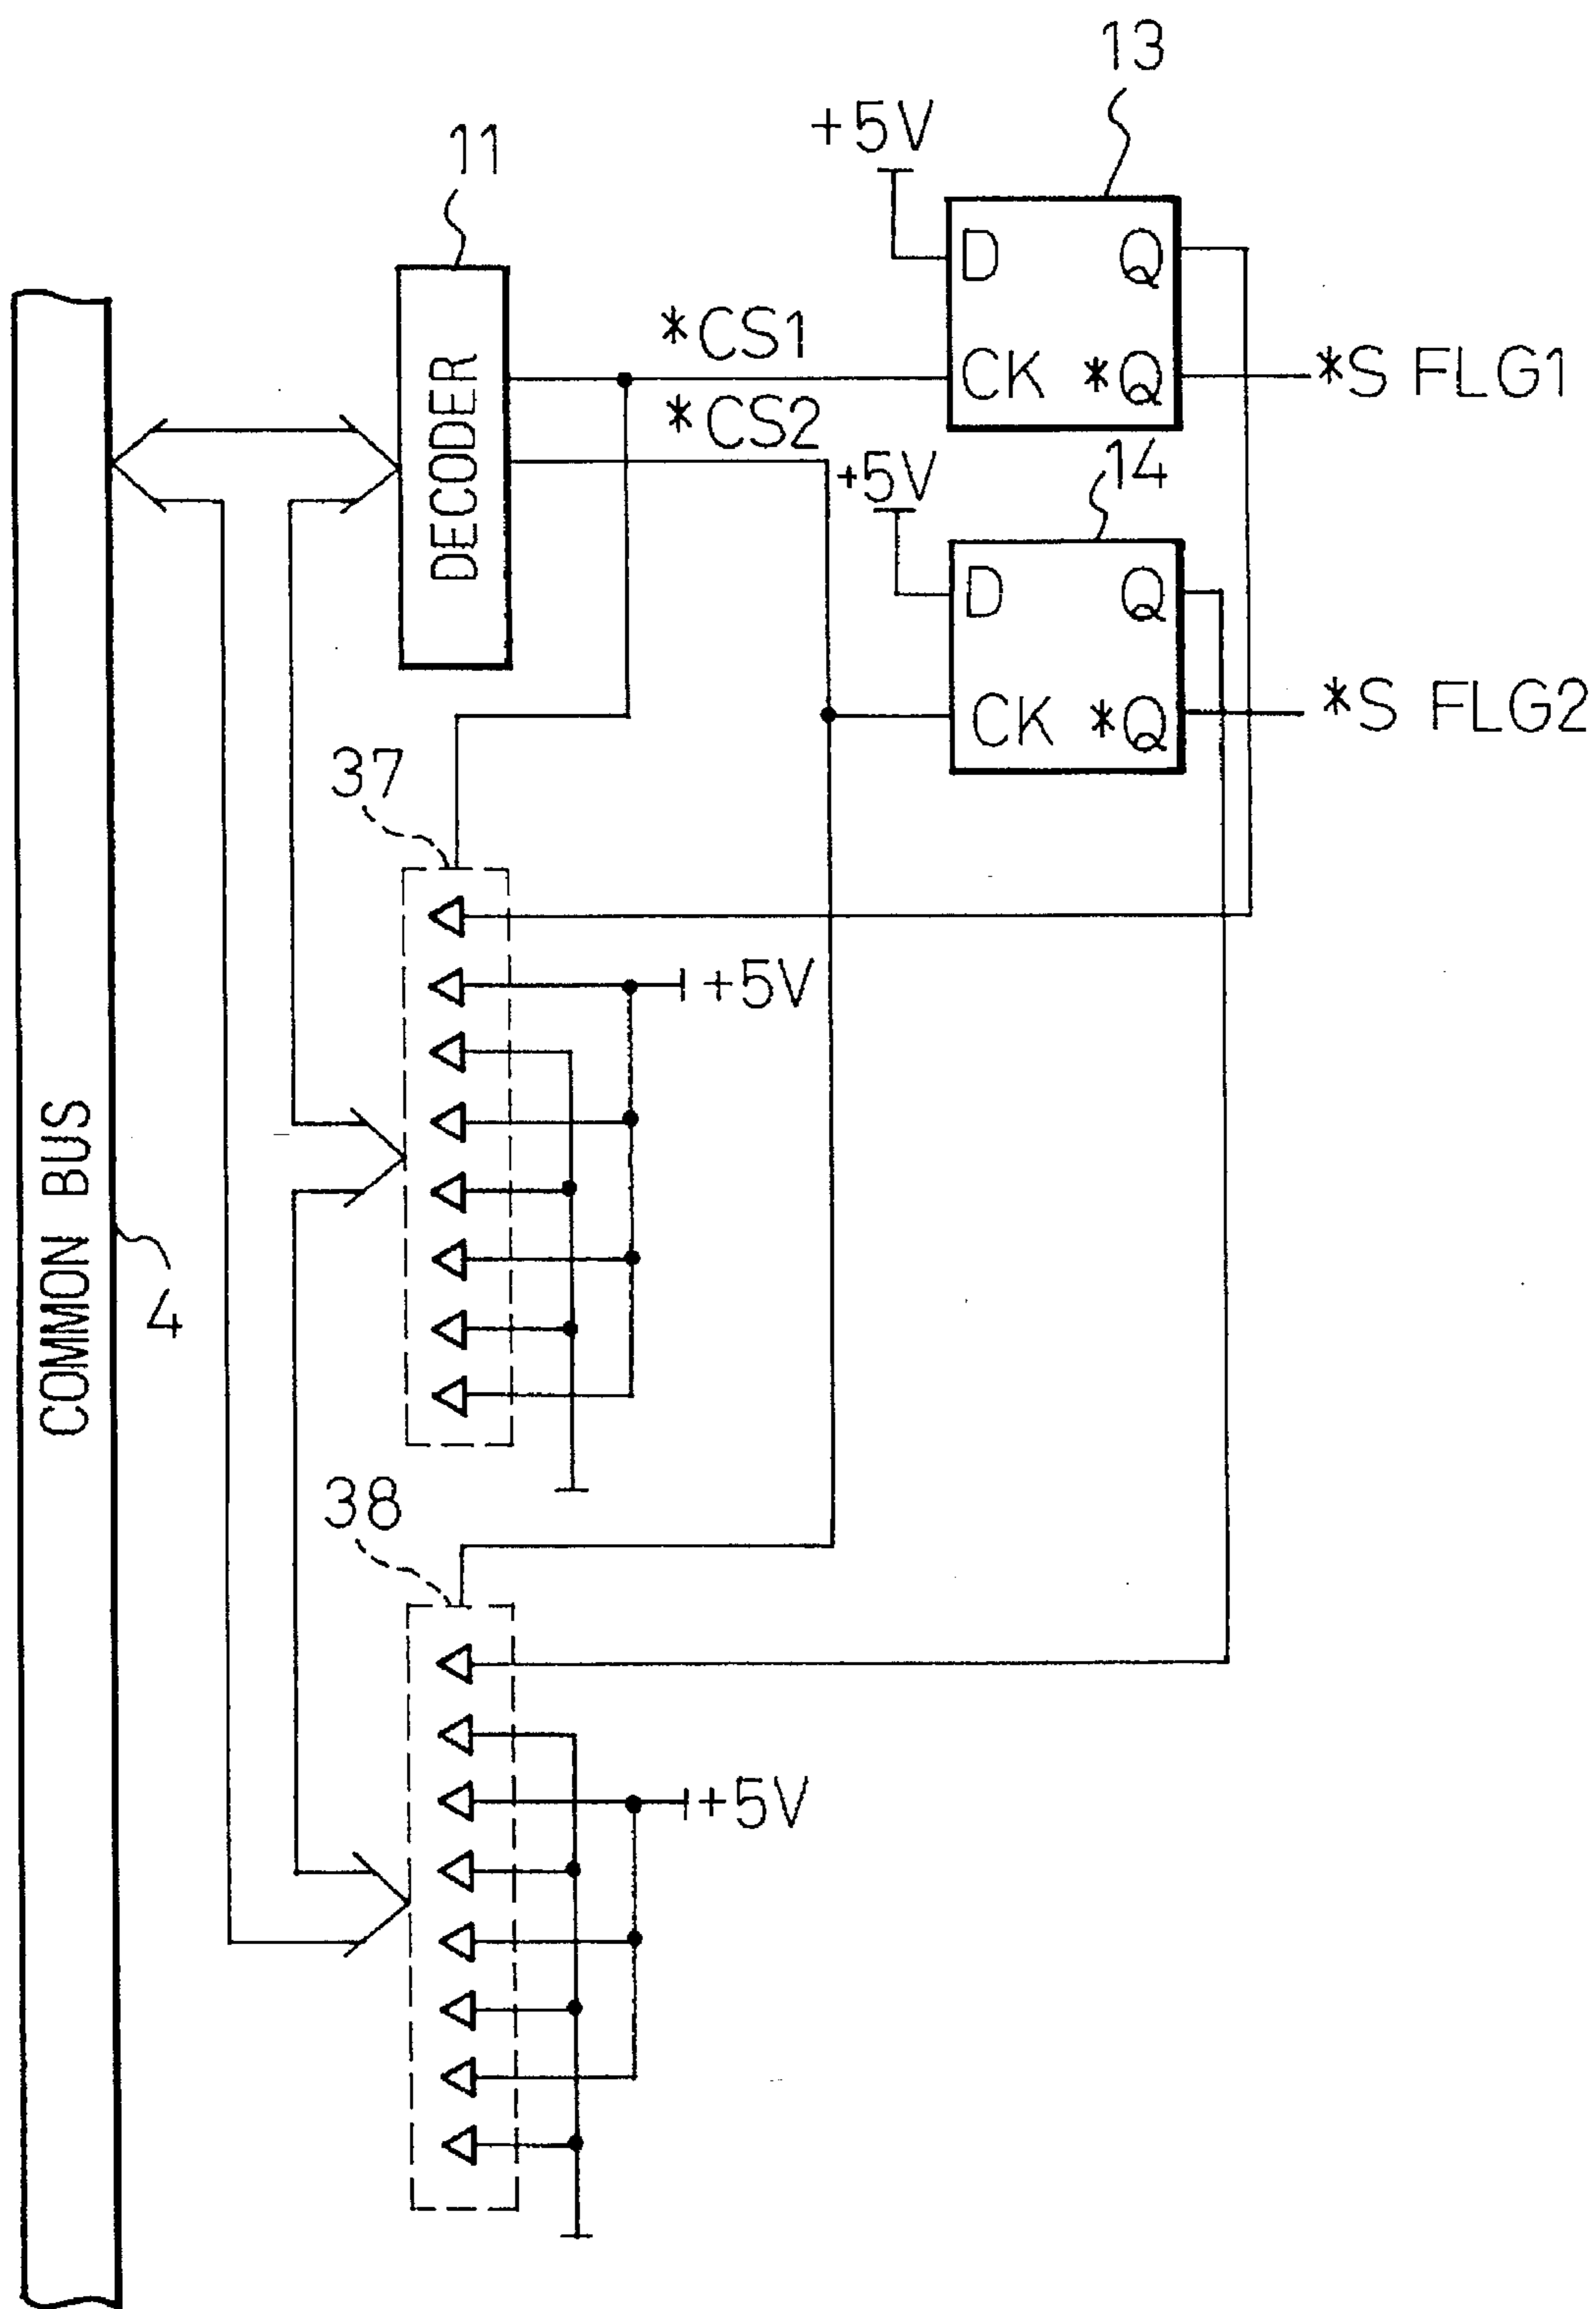 13
+5V
11
D Q
*CS1
CK *Q
*S FLG1
DECODER
*CS2
+5V
14
D Q
CK *Q
*S FLG2
37
+5V
COMMON BUS
4
38
+5V